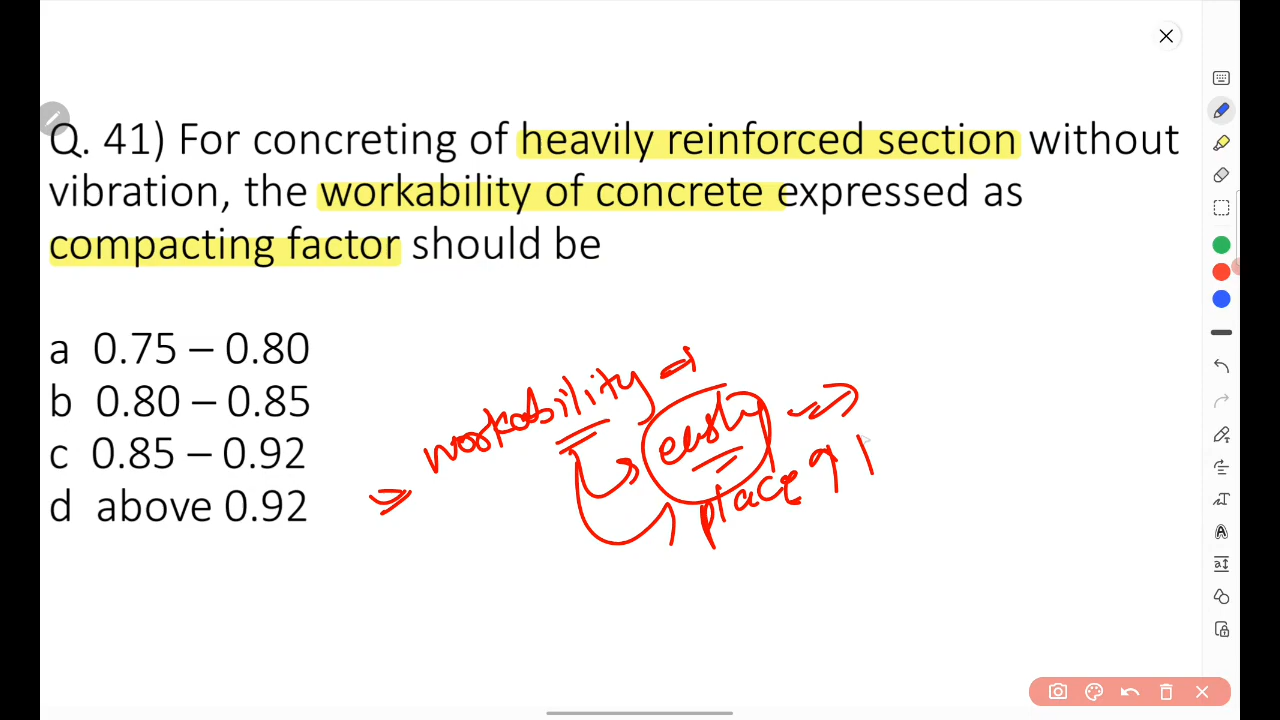 Q. 41) For concreting of heavily reinforced section without
vibration, the workability of concrete expressed as
compacting factor should be
a 0.75 – 0.80
b 0.80 – 0.85
c 0.85 – 0.92
d above 0.92
workability
easily
place